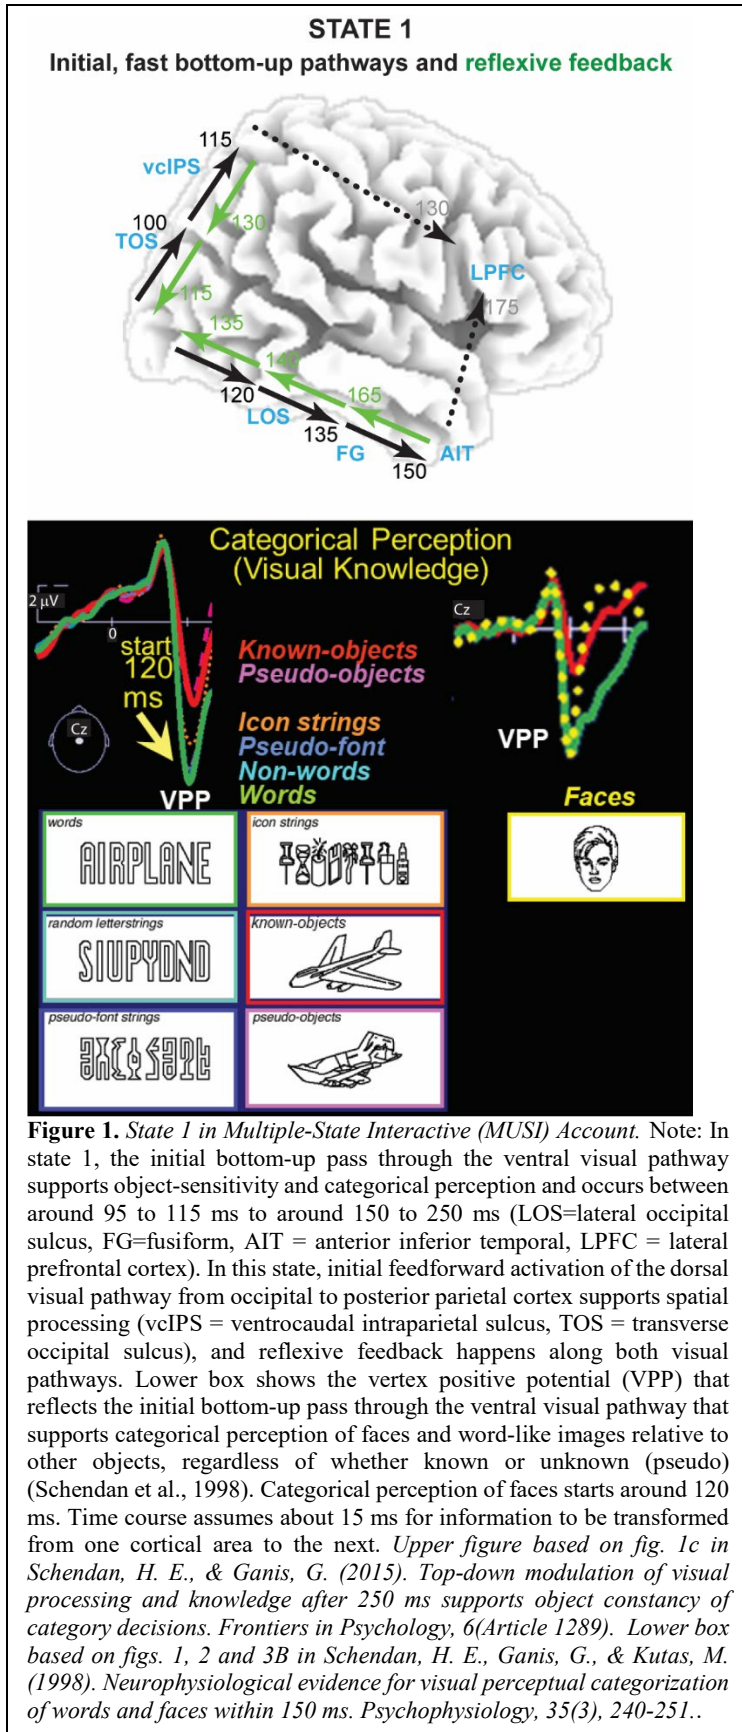 STATE 1
Initial, fast bottom-up pathways and reflexive feedback
115
vcIPS
130
100
130
TOS
LPFC
115
175
135
140
120
165
LOS
135
FG
150
AIT
Categorical Perception
(Visual Knowledge)
2 μV
Cz
0
start
120
ms
Known-objects
Pseudo-objects
Cz
Icon strings
Pseudo-font
Non-words
Words
VPP
VPP
Faces
words
AIRPLANE
icon strings
random letterstrings
SIUPYDND
known-objects
pseudo-font strings
pseudo-objects
Figure 1. State 1 in Multiple-State Interactive (MUSI) Account. Note: In
state 1, the initial bottom-up pass through the ventral visual pathway
supports object-sensitivity and categorical perception and occurs between
around 95 to 115 ms to around 150 to 250 ms (LOS=lateral occipital
sulcus, FG=fusiform, AIT = anterior inferior temporal, LPFC = lateral
prefrontal cortex). In this state, initial feedforward activation of the dorsal
visual pathway from occipital to posterior parietal cortex supports spatial
processing (vcIPS = ventrocaudal intraparietal sulcus, TOS = transverse
occipital sulcus), and reflexive feedback happens along both visual
pathways. Lower box shows the vertex positive potential (VPP) that
reflects the initial bottom-up pass through the ventral visual pathway that
supports categorical perception of faces and word-like images relative to
other objects, regardless of whether known or unknown (pseudo)
(Schendan et al., 1998). Categorical perception of faces starts around 120
ms. Time course assumes about 15 ms for information to be transformed
from one cortical area to the next. Upper figure based on fig. 1c in
Schendan, H. E., & Ganis, G. (2015). Top-down modulation of visual
processing and knowledge after 250 ms supports object constancy of
category decisions. Frontiers in Psychology, 6(Article 1289). Lower box
based on figs. 1, 2 and 3B in Schendan, H. E., Ganis, G., & Kutas, M.
(1998). Neurophysiological evidence for visual perceptual categorization
of words and faces within 150 ms. Psychophysiology, 35(3), 240-251..